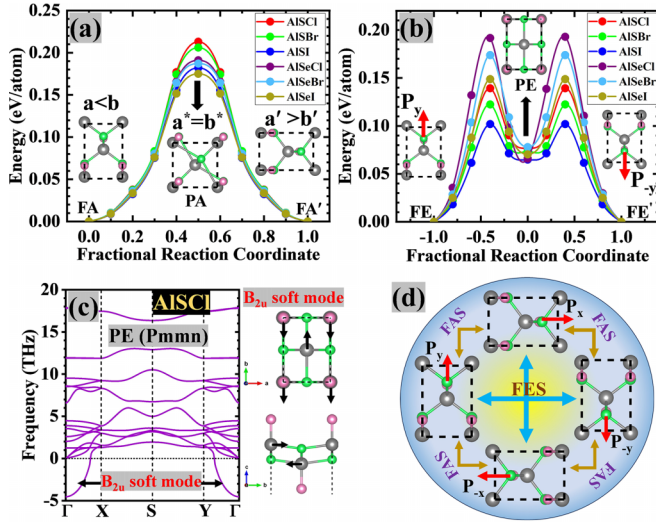 (a)
AlSCl
AlSBr
AlSI
AlSeCl
AlSeBr
AlSeI
a<b
a*=b*
a′ >b′
FA
PA
FA′
0.25
0.20
0.15
0.10
0.05
0.00
Energy (eV/atom)
0.0 0.2 0.4 0.6 0.8 1.0
Fractional Reaction Coordinate
(b)
AlSCl
AlSBr
AlSI
AlSeCl
AlSeBr
AlSeI
PE
Py
P-y
FE
FE′
0.20
0.15
0.10
0.05
0.00
Energy (eV/atom)
-1.0 -0.5 0.0 0.5 1.0
Fractional Reaction Coordinate
(c)
AlSCl
PE (Pmmn)
B2u soft mode
20
15
10
5
0
-5
Frequency (THz)
Γ X S Y Γ
B2u soft mode
b
a
c
b
(d)
FAS
Px
FAS
Py
FES
P-y
FAS
P-x
FAS